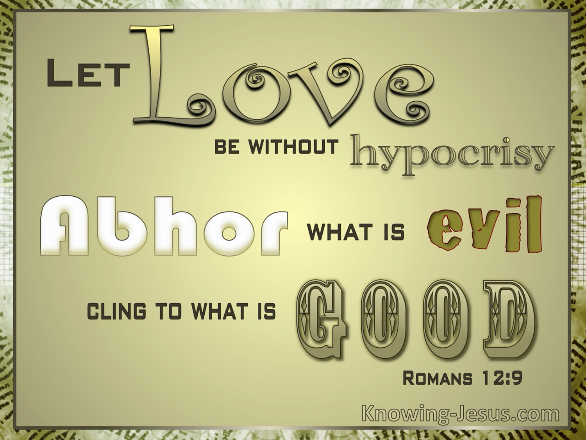 Let Love
be without hypocrisy
Abhor what is evil
cling to what is GOOD
Romans 12:9
Knowing-Jesus.com